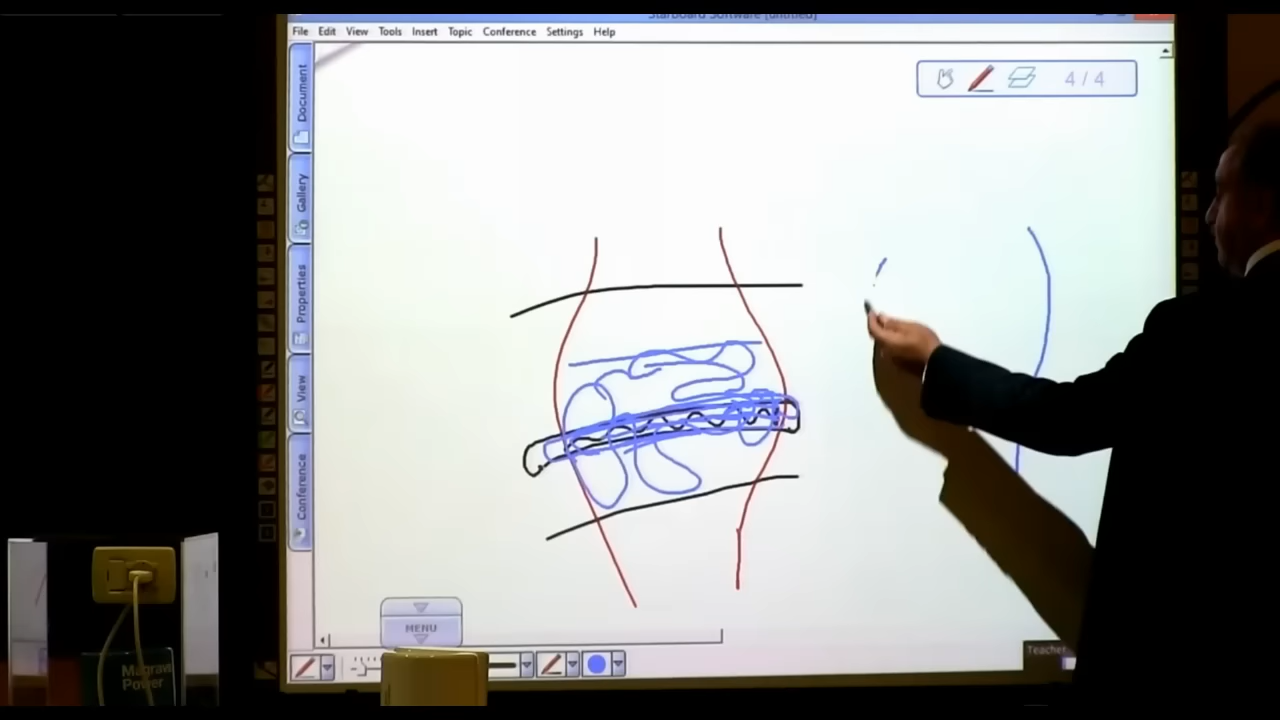 StarBoard Software [untitled]
File Edit View Tools Insert Topic Conference Settings Help
4 / 4
Document
Gallery
Properties
View
Conference
MENU
Teacher
Magravi
Power